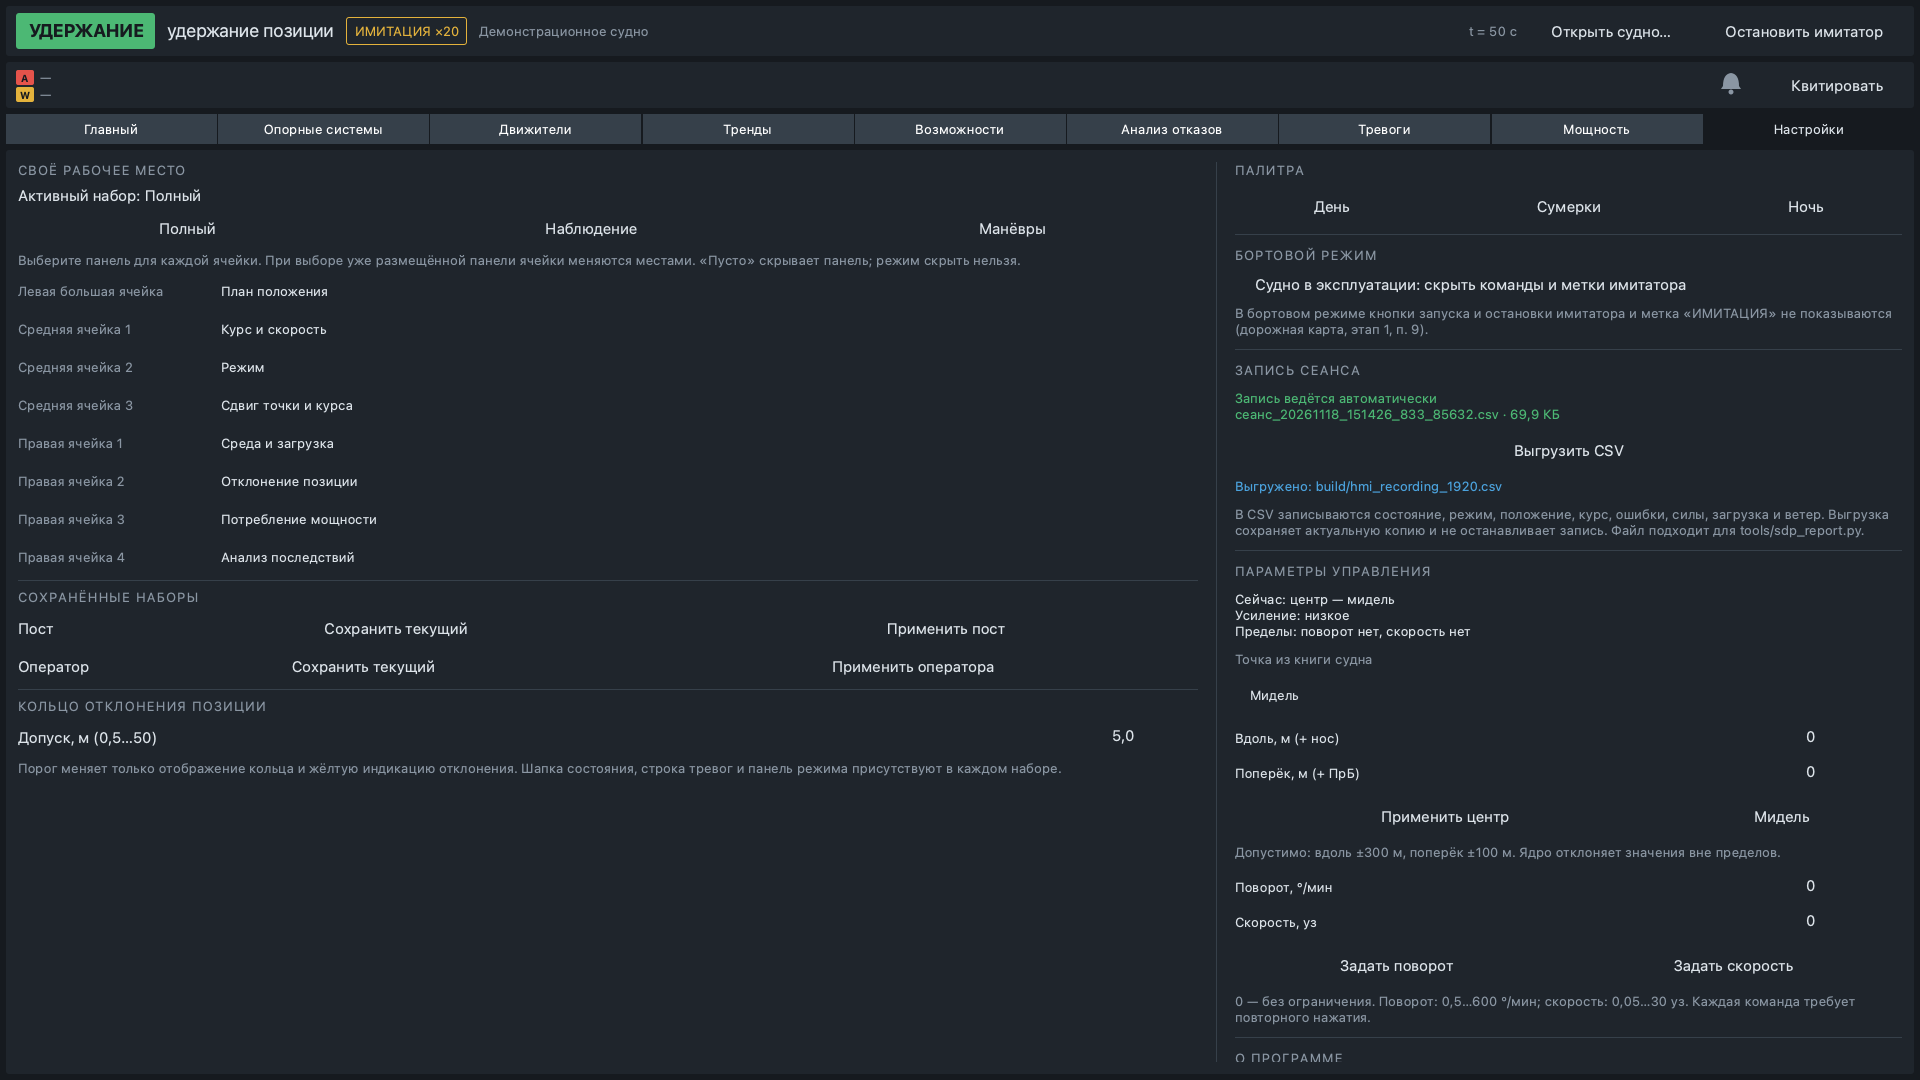 УДЕРЖАНИЕ удержание позиции ИМИТАЦИЯ ×20 Демонстрационное судно t = 50 с Открыть судно... Остановить имитатор
A —
W —
Квитировать
Главный Опорные системы Движители Тренды Возможности Анализ отказов Тревоги Мощность Настройки
СВОЁ РАБОЧЕЕ МЕСТО
Активный набор: Полный
Полный Наблюдение Манёвры
Выберите панель для каждой ячейки. При выборе уже размещённой панели ячейки меняются местами. «Пусто» скрывает панель; режим скрыть нельзя.
Левая большая ячейка План положения
Средняя ячейка 1 Курс и скорость
Средняя ячейка 2 Режим
Средняя ячейка 3 Сдвиг точки и курса
Правая ячейка 1 Среда и загрузка
Правая ячейка 2 Отклонение позиции
Правая ячейка 3 Потребление мощности
Правая ячейка 4 Анализ последствий
СОХРАНЁННЫЕ НАБОРЫ
Пост Сохранить текущий Применить пост
Оператор Сохранить текущий Применить оператора
КОЛЬЦО ОТКЛОНЕНИЯ ПОЗИЦИИ
Допуск, м (0,5...50) 5,0
Порог меняет только отображение кольца и жёлтую индикацию отклонения. Шапка состояния, строка тревог и панель режима присутствуют в каждом наборе.
ПАЛИТРА
День Сумерки Ночь
БОРТОВОЙ РЕЖИМ
Судно в эксплуатации: скрыть команды и метки имитатора
В бортовом режиме кнопки запуска и остановки имитатора и метка «ИМИТАЦИЯ» не показываются
(дорожная карта, этап 1, п. 9).
ЗАПИСЬ СЕАНСА
Запись ведётся автоматически
сеанс_20261118_151426_833_85632.csv · 69,9 КБ
Выгрузить CSV
Выгружено: build/hmi_recording_1920.csv
В CSV записываются состояние, режим, положение, курс, ошибки, силы, загрузка и ветер. Выгрузка
сохраняет актуальную копию и не останавливает запись. Файл подходит для tools/sdp_report.py.
ПАРАМЕТРЫ УПРАВЛЕНИЯ
Сейчас: центр — мидель
Усиление: низкое
Пределы: поворот нет, скорость нет
Точка из книги судна
Мидель
Вдоль, м (+ нос) 0
Поперёк, м (+ ПрБ) 0
Применить центр Мидель
Допустимо: вдоль ±300 м, поперёк ±100 м. Ядро отклоняет значения вне пределов.
Поворот, °/мин 0
Скорость, уз 0
Задать поворот Задать скорость
0 — без ограничения. Поворот: 0,5...600 °/мин; скорость: 0,05...30 уз. Каждая команда требует
повторного нажатия.
О ПРОГРАММЕ